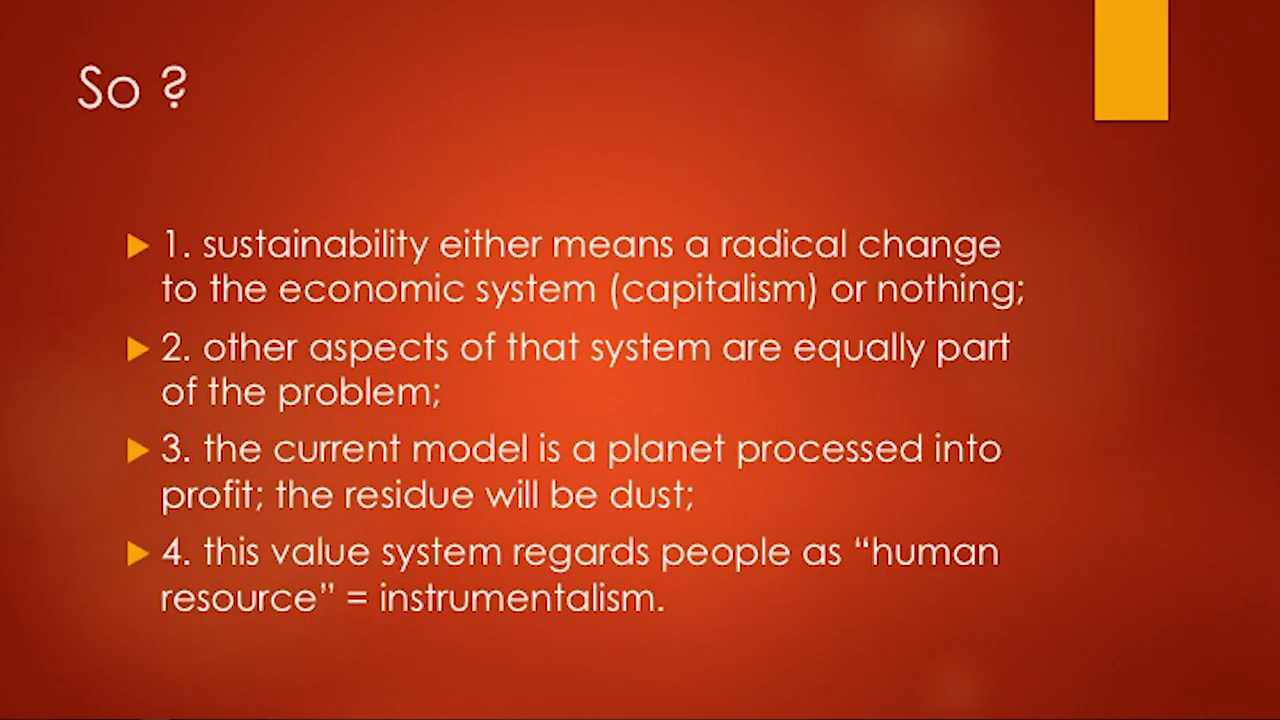 So ?
1. sustainability either means a radical change
to the economic system (capitalism) or nothing;
2. other aspects of that system are equally part
of the problem;
3. the current model is a planet processed into
profit; the residue will be dust;
4. this value system regards people as “human
resource” = instrumentalism.